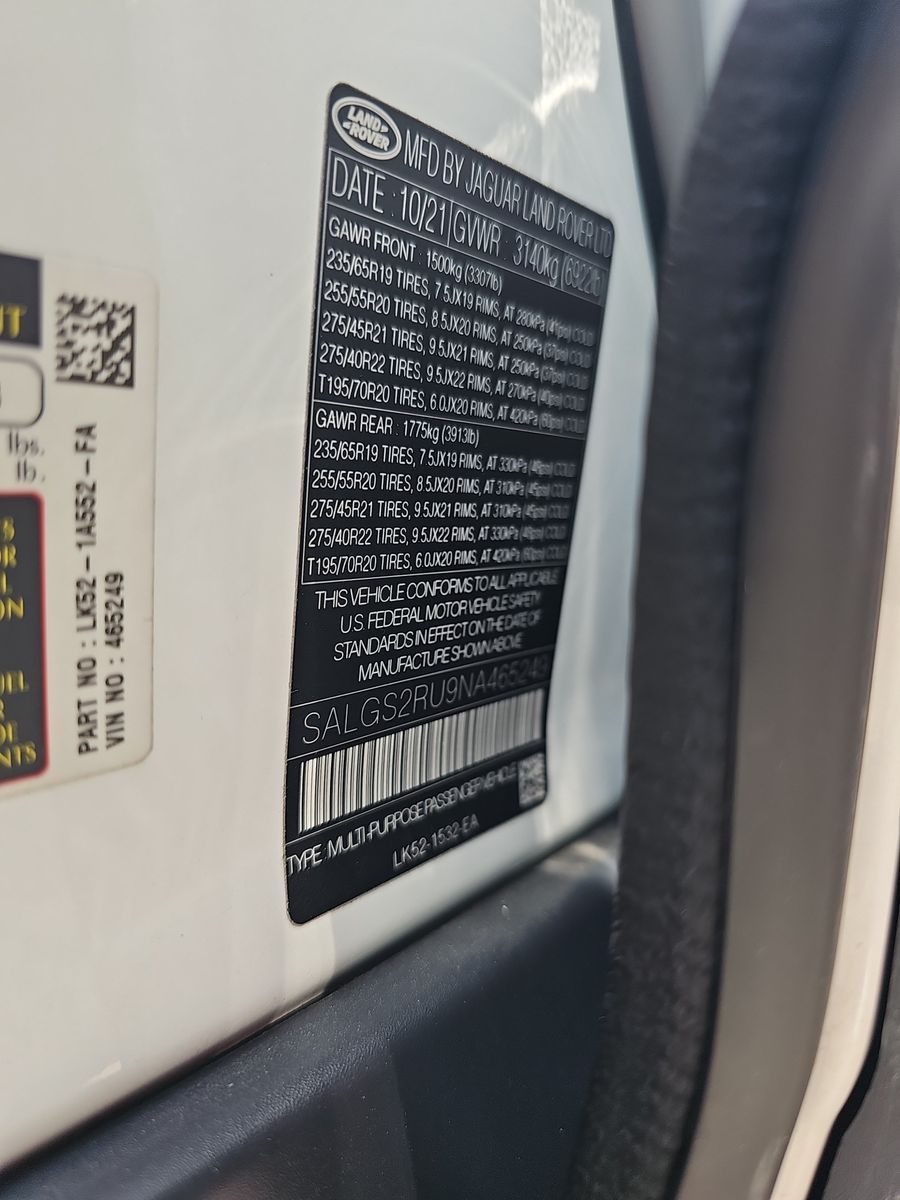 LAND
ROVER
MFD BY JAGUAR LAND ROVER LTD
DATE : 10/21 GVWR : 3140kg (6922lb
GAWR FRONT : 1500kg (3307lb)
235/65R19 TIRES, 7.5JX19 RIMS, AT 280kPa (41psi) COLD
255/55R20 TIRES, 8.5JX20 RIMS, AT 250kPa (37psi) COLD
275/45R21 TIRES, 9.5JX21 RIMS, AT 250kPa (37psi) COLD
275/40R22 TIRES, 9.5JX22 RIMS, AT 270kPa (40psi) COLD
T195/70R20 TIRES, 6.0JX20 RIMS, AT 420kPa (60psi) COLD
GAWR REAR : 1775kg (3913lb)
235/65R19 TIRES, 7.5JX19 RIMS, AT 330kPa (48psi) COLD
255/55R20 TIRES, 8.5JX20 RIMS, AT 310kPa (45psi) COLD
275/45R21 TIRES, 9.5JX21 RIMS, AT 310kPa (45psi) COLD
275/40R22 TIRES, 9.5JX22 RIMS, AT 330kPa (48psi) COLD
T195/70R20 TIRES, 6.0JX20 RIMS, AT 420kPa (60psi) COLD
THIS VEHICLE CONFORMS TO ALL APPLICABLE
U.S. FEDERAL MOTOR VEHICLE SAFETY
STANDARDS IN EFFECT ON THE DATE OF
MANUFACTURE SHOWN ABOVE
SALGS2RU9NA465249
TYPE : MULTI-PURPOSE PASSENGER VEHICLE
LK52-1532-EA
PART NO : LK52-1A552-FA
VIN NO : 465249
lbs.
lb.